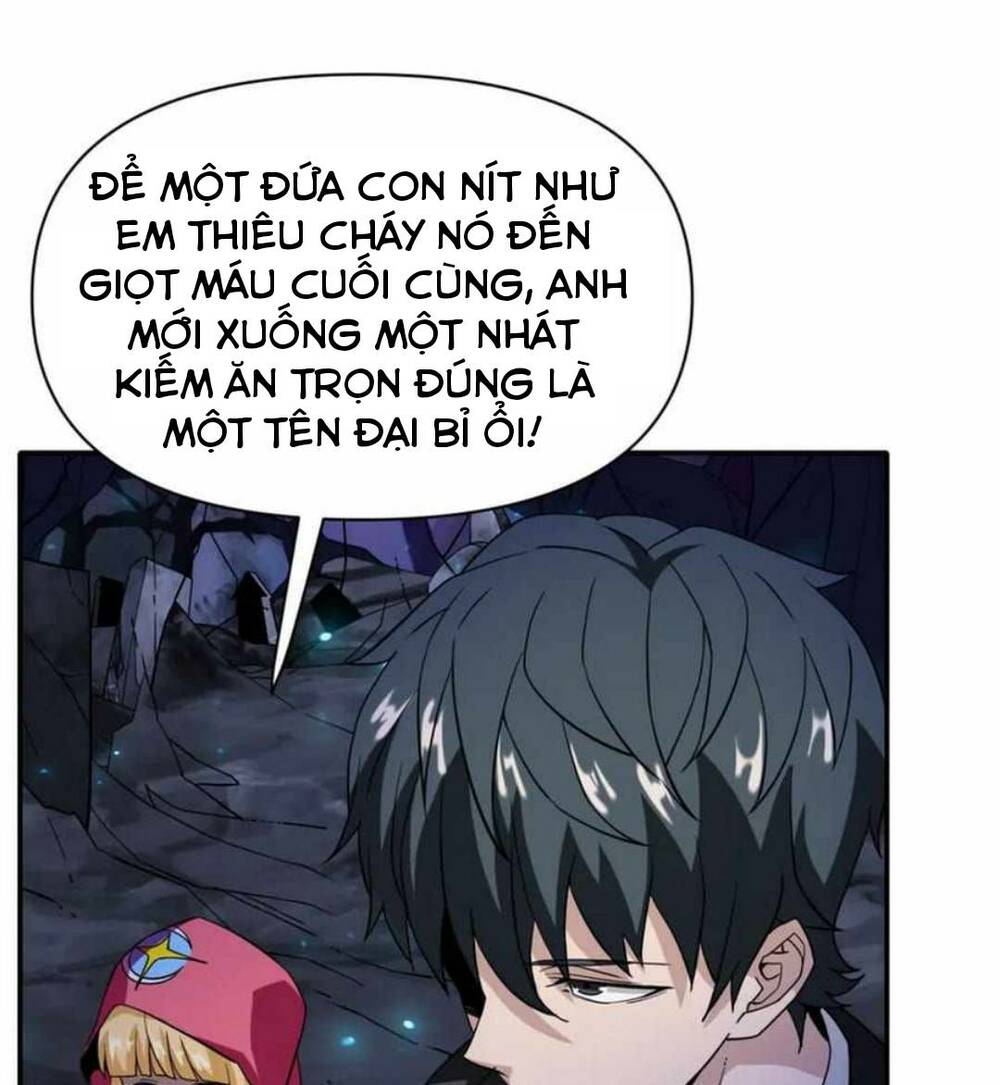 ĐỂ MỘT ĐỨA CON NÍT NHƯ
EM THIÊU CHÁY NÓ ĐẾN
GIỌT MÁU CUỐI CÙNG, ANH
MỚI XUỐNG MỘT NHÁT
KIẾM ĂN TRỌN ĐÚNG LÀ
MỘT TÊN ĐẠI BỈ ỔI!